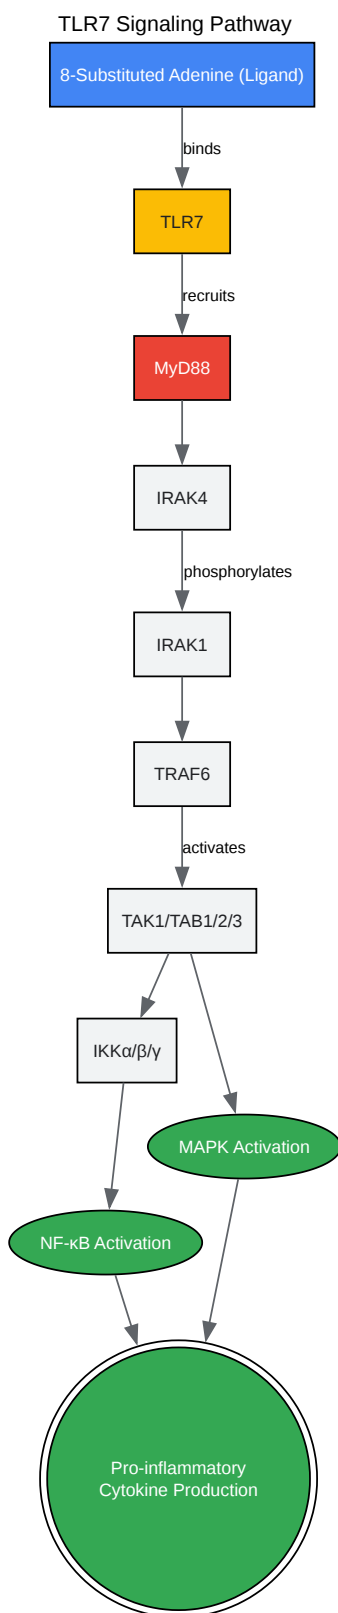 TLR7 Signaling Pathway
8-Substituted Adenine (Ligand)
binds
TLR7
recruits
MyD88
IRAK4
phosphorylates
IRAK1
TRAF6
activates
TAK1/TAB1/2/3
IKKα/β/γ
MAPK Activation
NF-κB Activation
Pro-inflammatory
Cytokine Production